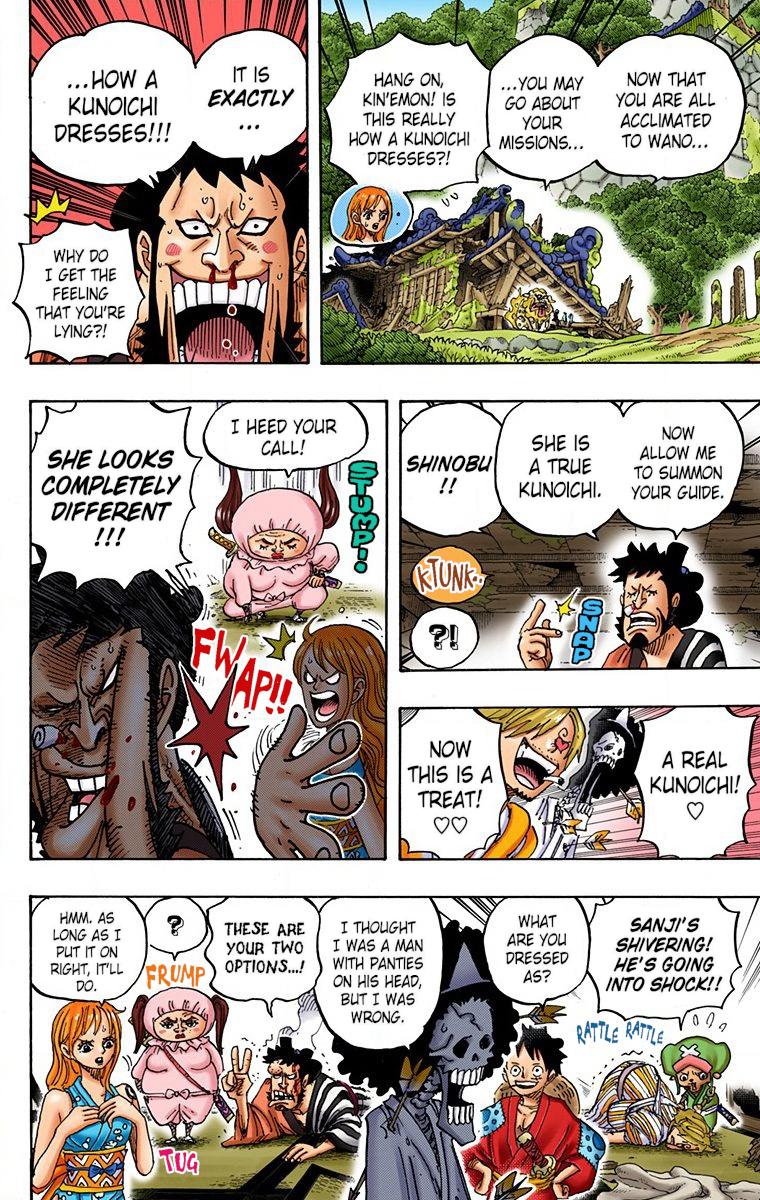 NOW THAT
YOU ARE ALL
ACCLIMATED
TO WANO...
...YOU MAY
GO ABOUT
YOUR
MISSIONS...
HANG ON,
KIN'EMON! IS
THIS REALLY
HOW A KUNOICHI
DRESSES?!
IT IS
EXACTLY
...
...HOW A
KUNOICHI
DRESSES!!!
WHY DO
I GET THE
FEELING
THAT YOU'RE
LYING?!
NOW
ALLOW ME
TO SUMMON
YOUR GUIDE.
SHE IS
A TRUE
KUNOICHI.
SHINOBU
!!
KTUNK..
?!
SNAP
A REAL
KUNOICHI!
♡
NOW
THIS IS A
TREAT!
♡♡
I HEED YOUR
CALL!
STUMP!
SHE LOOKS
COMPLETELY
DIFFERENT
!!!
FWAP!!
SANJI'S
SHIVERING!
HE'S GOING
INTO SHOCK!!
RATTLE RATTLE
WHAT
ARE YOU
DRESSED
AS?
I THOUGHT
I WAS A MAN
WITH PANTIES
ON HIS HEAD,
BUT I WAS
WRONG.
THESE ARE
YOUR TWO
OPTIONS...!
?
FRUMP
HMM. AS
LONG AS I
PUT IT ON
RIGHT, IT'LL
DO.
TUG